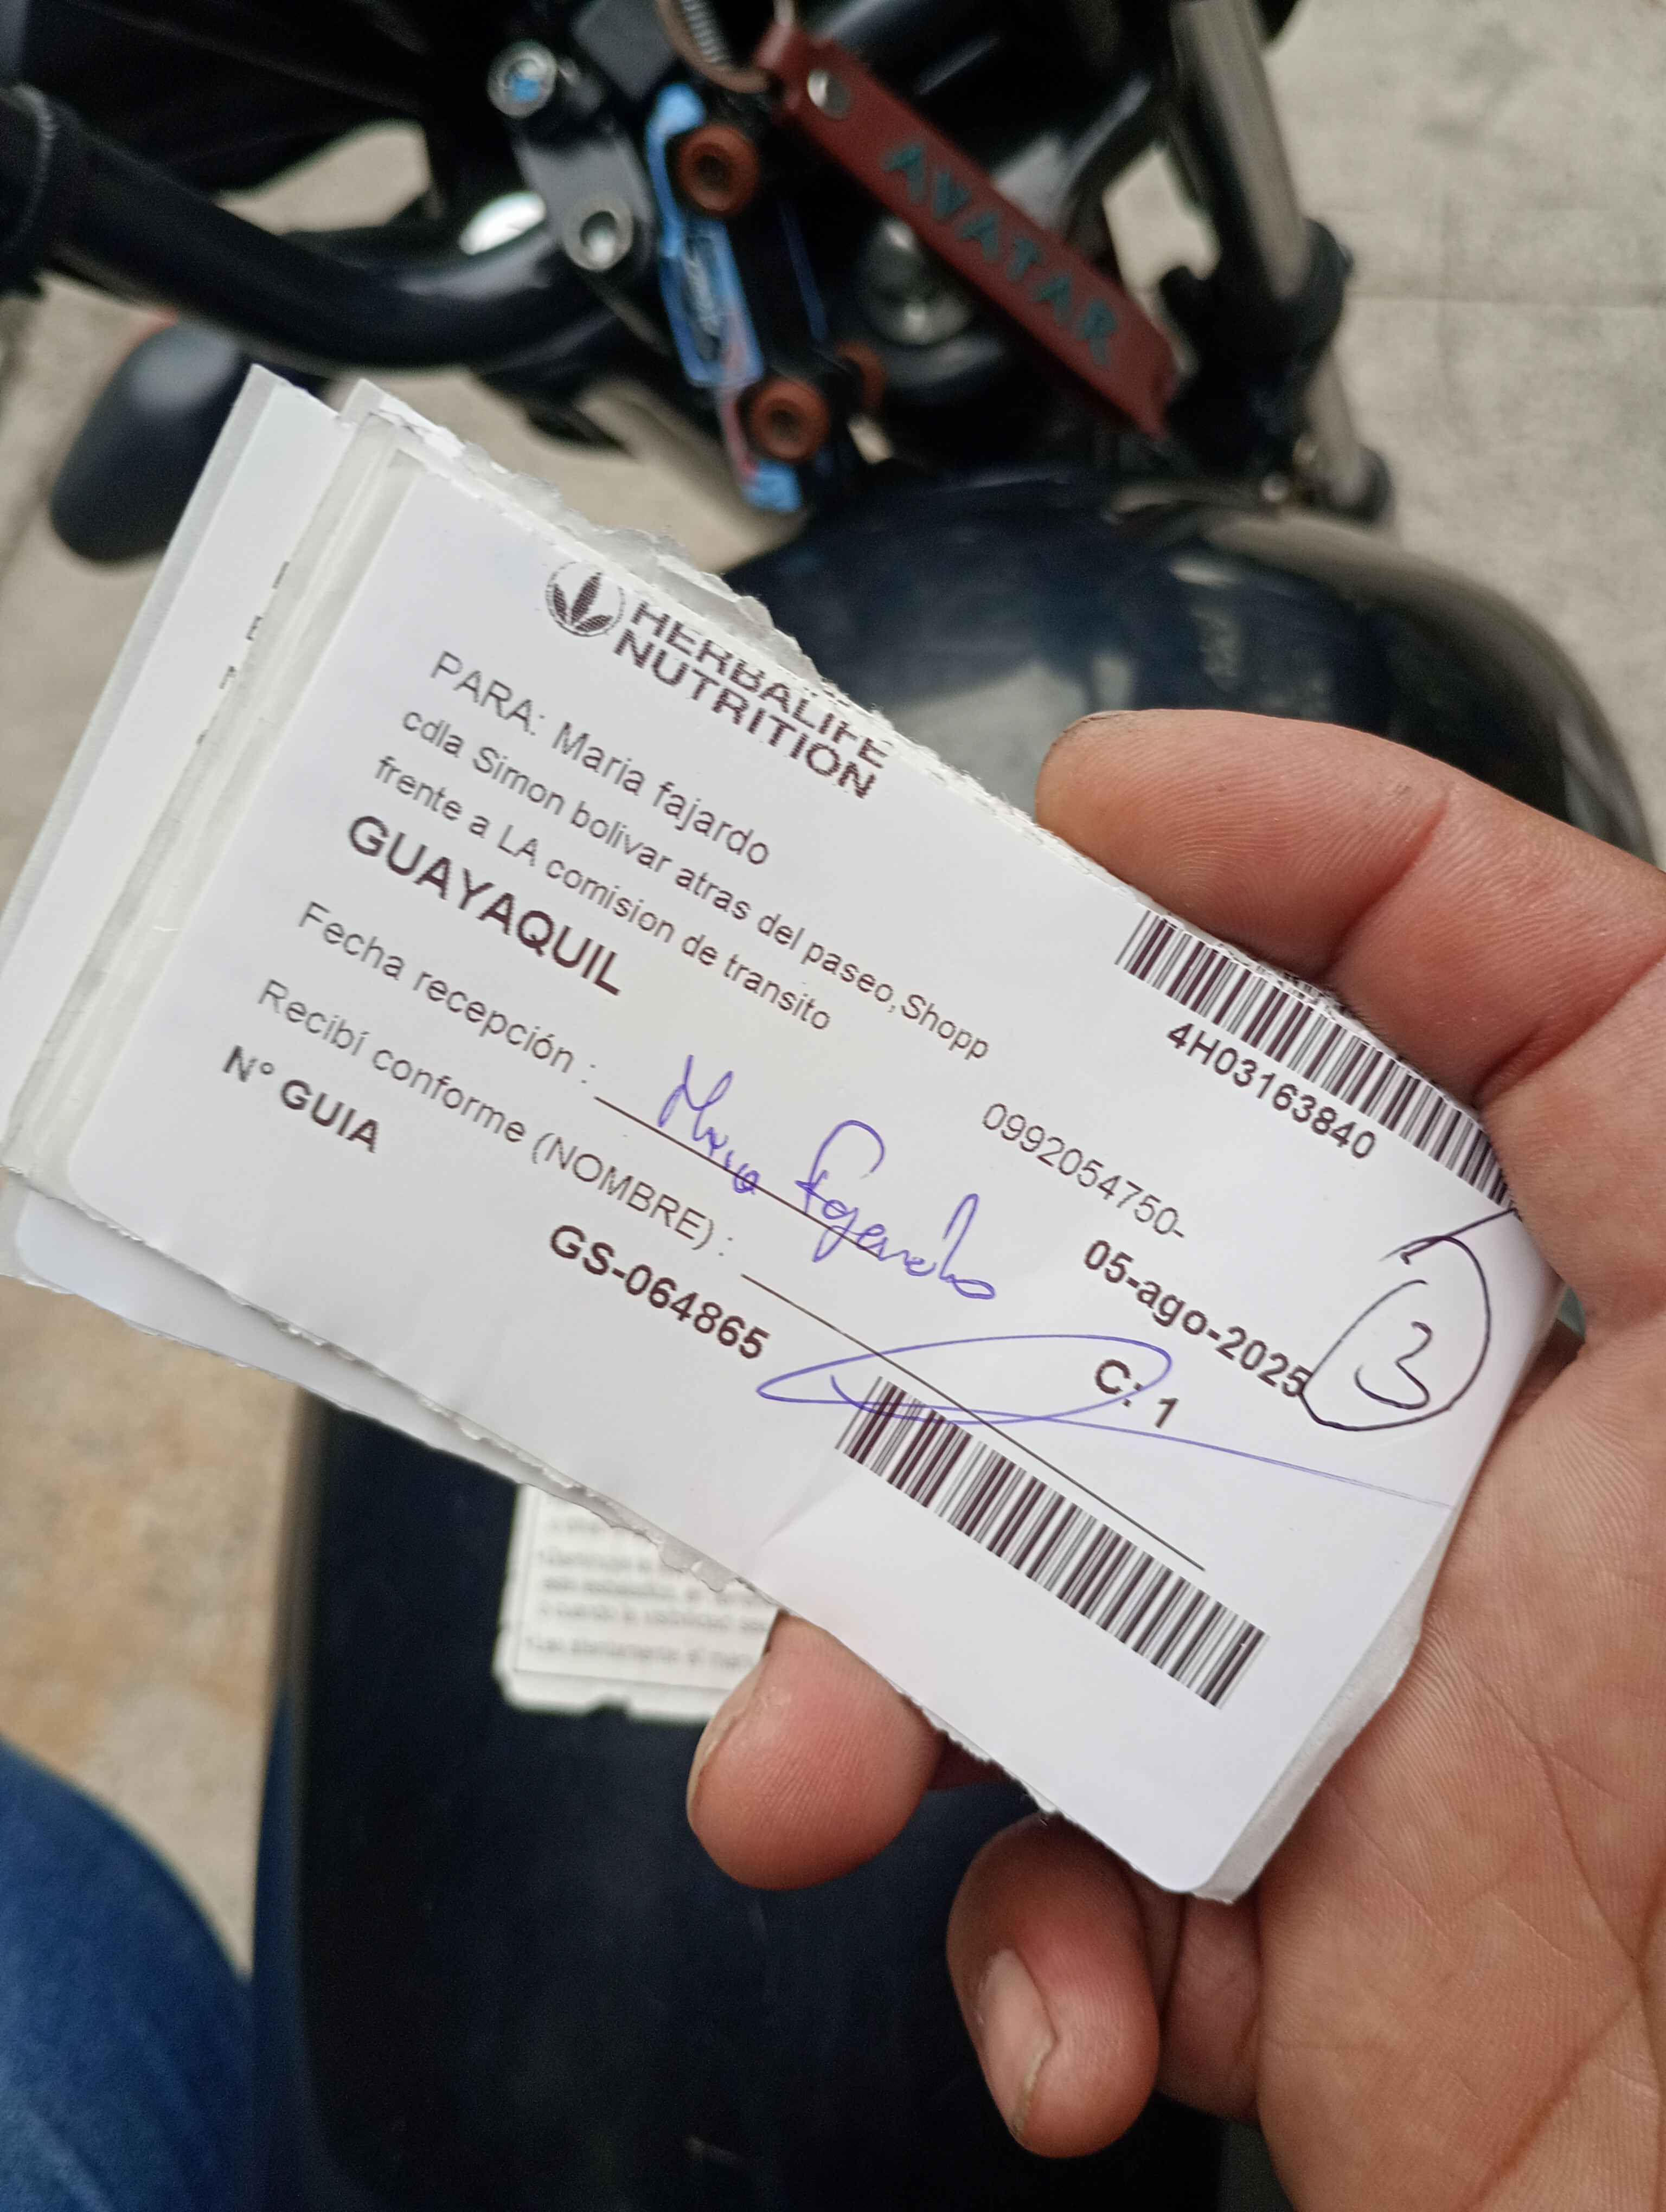 AVATAR
HERBALIFE
NUTRITION
PARA: Maria fajardo
cdla Simon bolivar atras del paseo,Shopp
frente a LA comision de transito
GUAYAQUIL
4H03163840
0992054750-
Fecha recepción :
05-ago-2025
3
Recibí conforme (NOMBRE) :
N° GUIA
GS-064865
C: 1